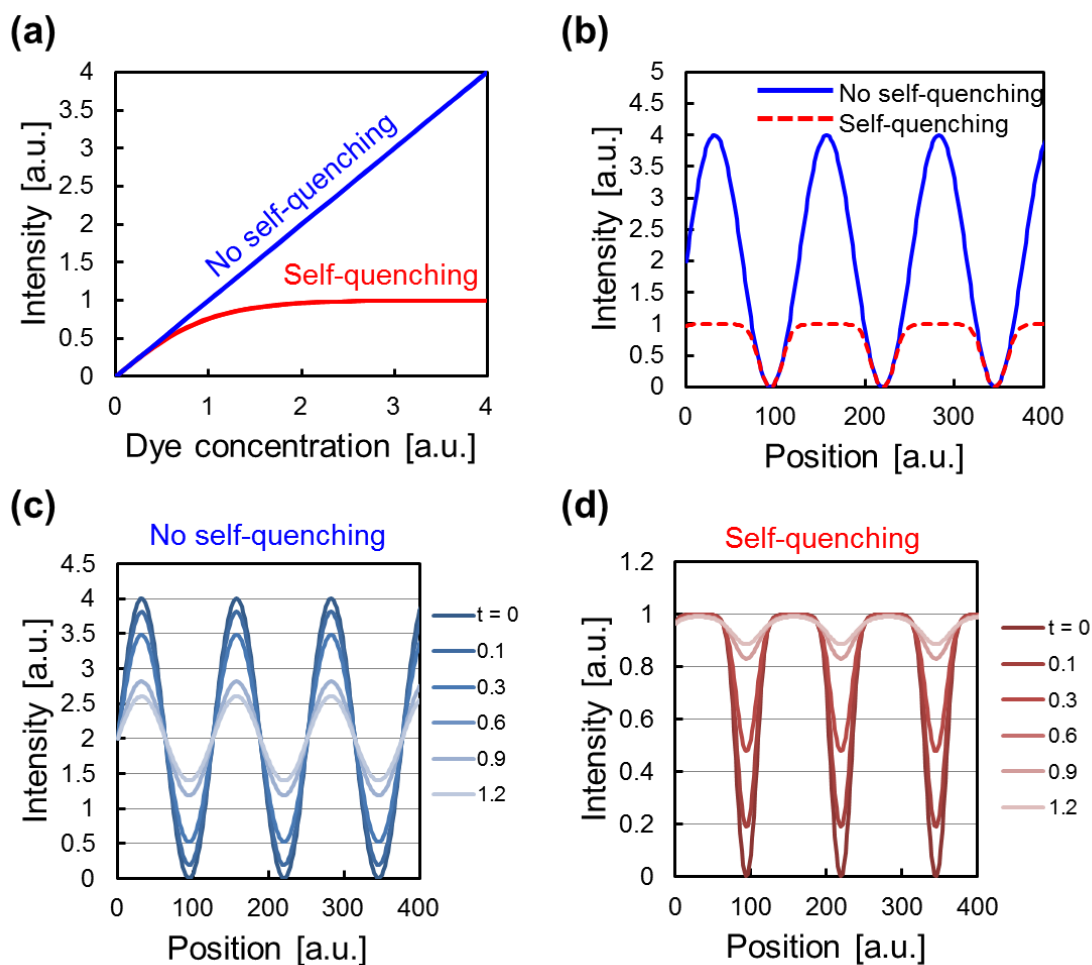 (a)
Intensity [a.u.]
4
3.5
3
2.5
2
1.5
1
0.5
0
No self-quenching
Self-quenching
0 1 2 3 4
Dye concentration [a.u.]
(b)
Intensity [a.u.]
5
4.5
4
3.5
3
2.5
2
1.5
1
0.5
0
No self-quenching
Self-quenching
0 100 200 300 400
Position [a.u.]
(c)
No self-quenching
Intensity [a.u.]
4.5
4
3.5
3
2.5
2
1.5
1
0.5
0
0 100 200 300 400
Position [a.u.]
t = 0
0.1
0.3
0.6
0.9
1.2
(d)
Self-quenching
Intensity [a.u.]
1.2
1
0.8
0.6
0.4
0.2
0
0 100 200 300 400
Position [a.u.]
t = 0
0.1
0.3
0.6
0.9
1.2